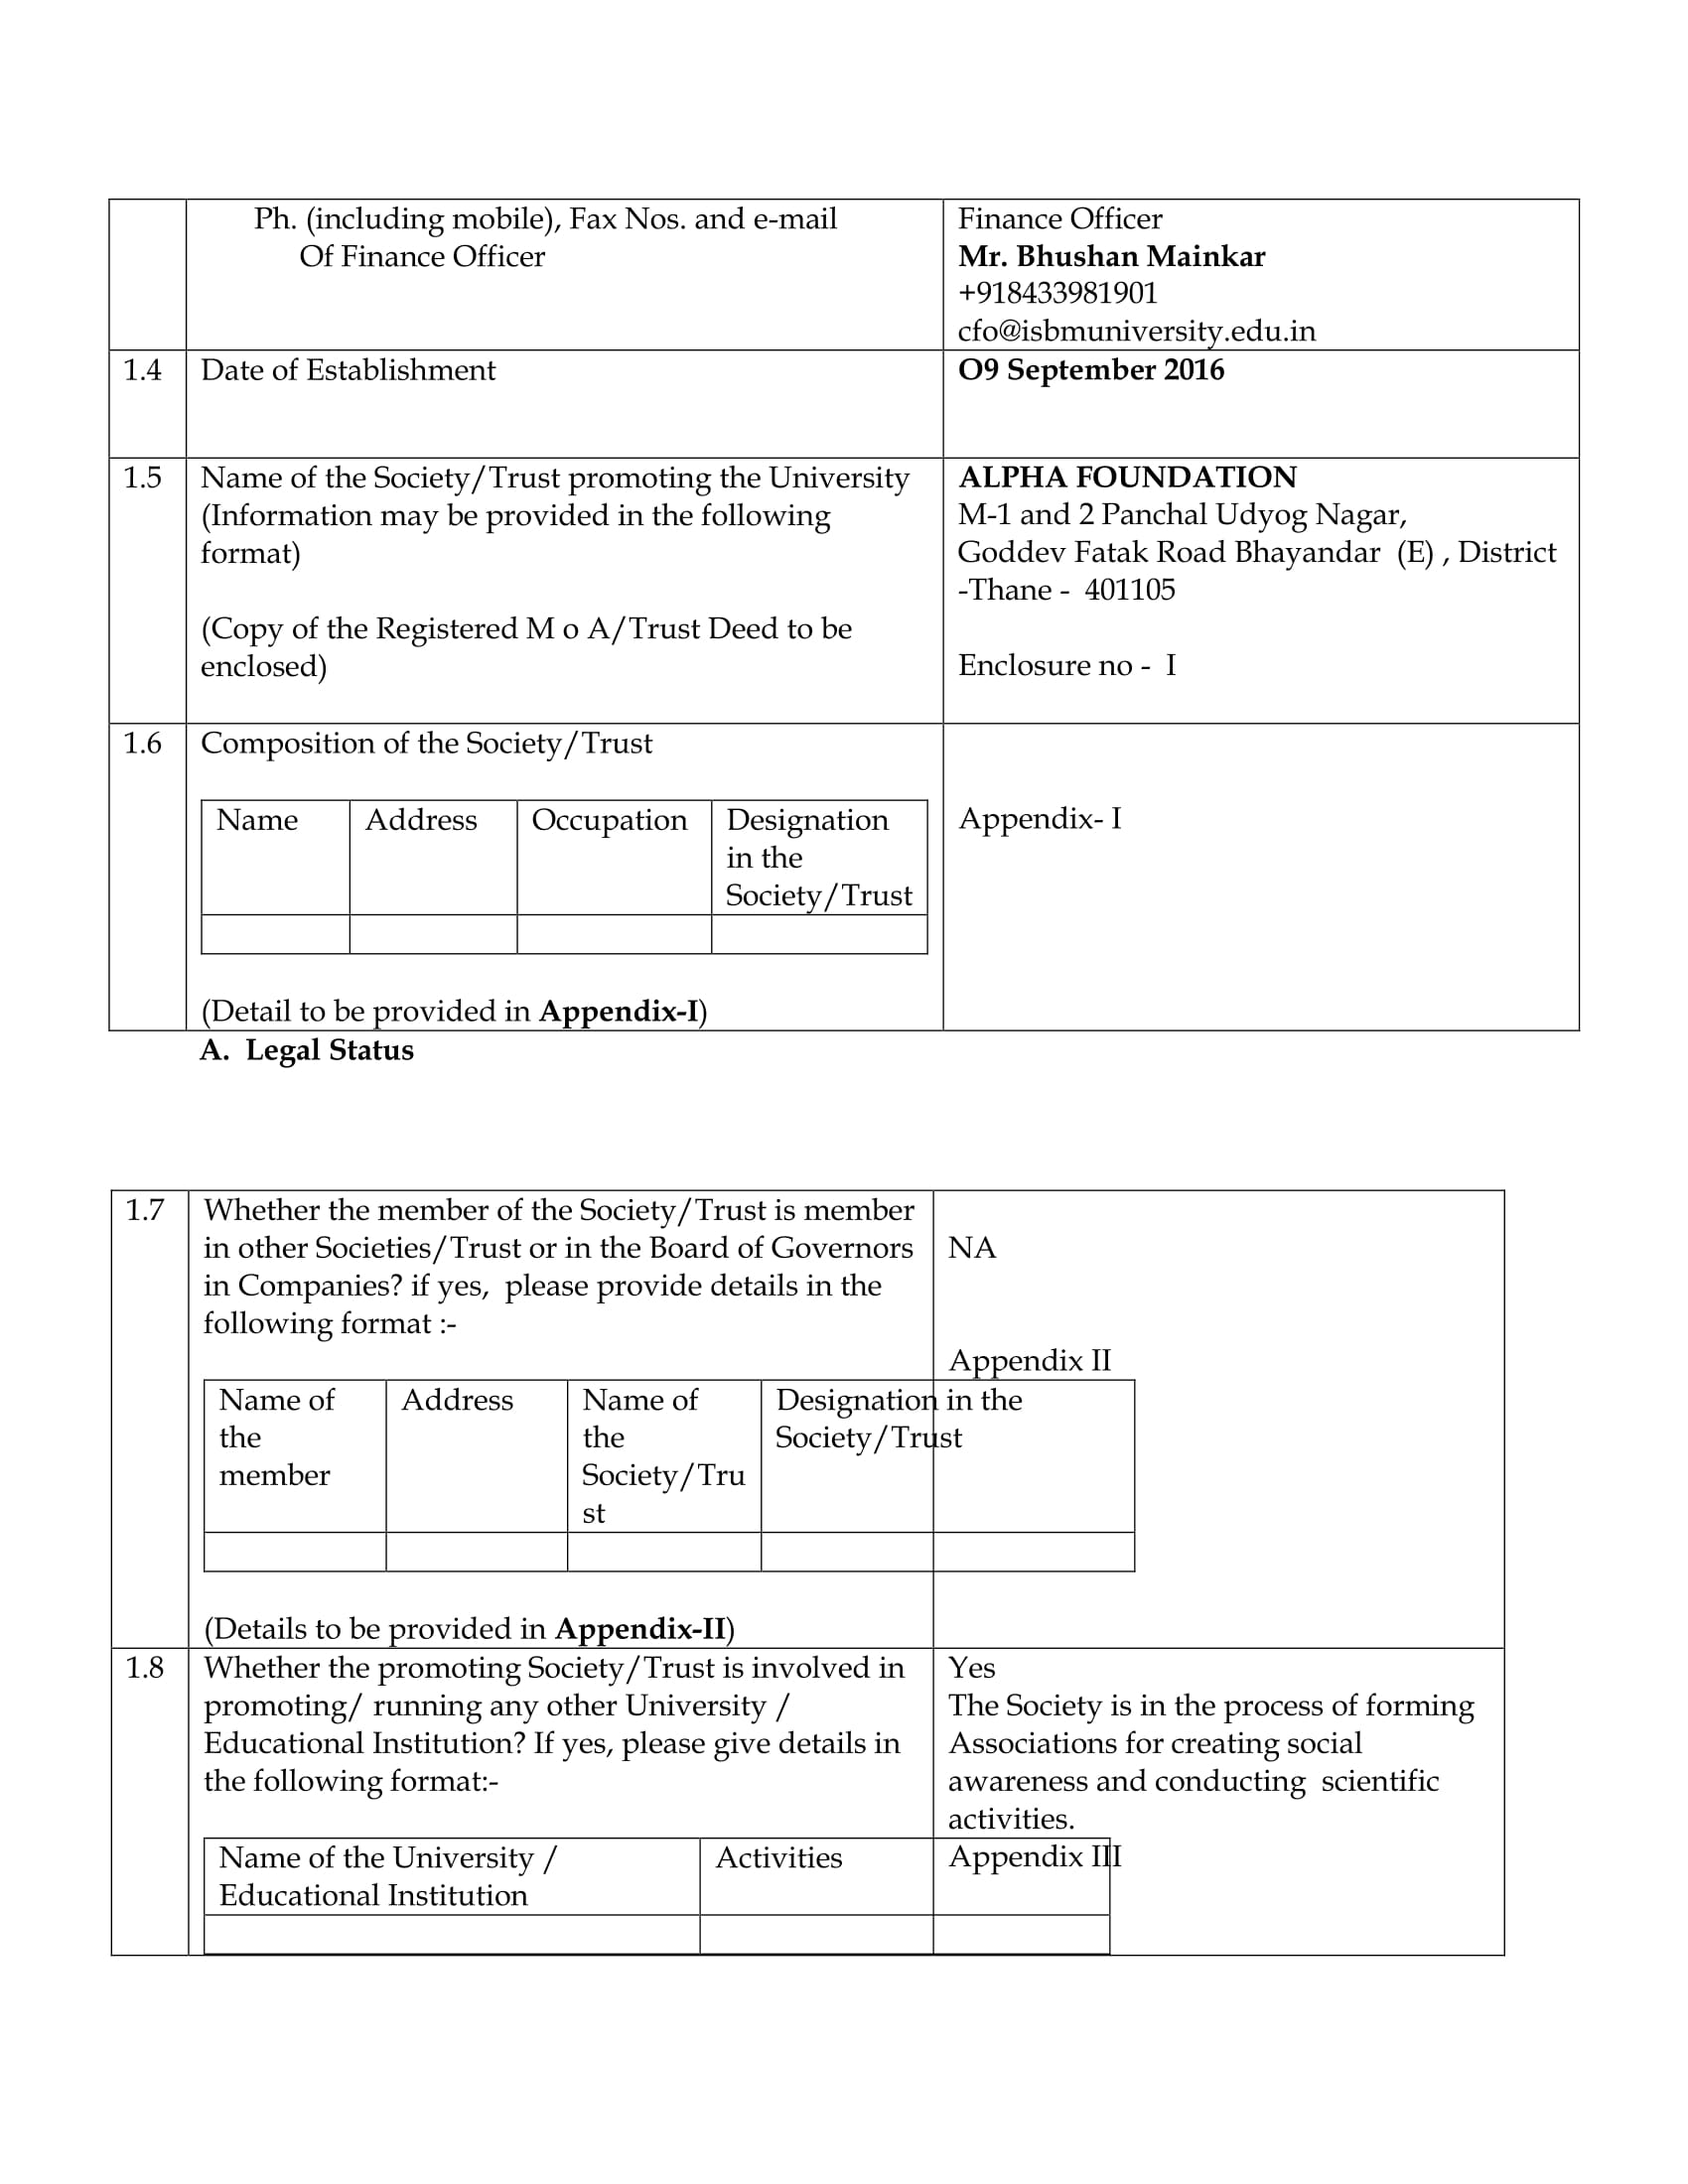 Ph. (including mobile), Fax Nos. and e-mail
Of Finance Officer
Finance Officer
Mr. Bhushan Mainkar
+918433981901
cfo@isbmuniversity.edu.in
1.4
Date of Establishment
O9 September 2016
1.5
Name of the Society/Trust promoting the University
(Information may be provided in the following
format)
(Copy of the Registered M o A/Trust Deed to be
enclosed)
ALPHA FOUNDATION
M-1 and 2 Panchal Udyog Nagar,
Goddev Fatak Road Bhayandar  (E) , District
-Thane -  401105
Enclosure no -  I
1.6
Composition of the Society/Trust
Name
Address
Occupation
Designation
in the
Society/Trust
(Detail to be provided in Appendix-I)
Appendix- I
A.  Legal Status
1.7
Whether the member of the Society/Trust is member
in other Societies/Trust or in the Board of Governors
in Companies? if yes,  please provide details in the
following format :-
NA
Appendix II
Name of
the
member
Address
Name of
the
Society/Tru
st
Designation in the
Society/Trust
(Details to be provided in Appendix-II)
1.8
Whether the promoting Society/Trust is involved in
promoting/ running any other University /
Educational Institution? If yes, please give details in
the following format:-
Yes
The Society is in the process of forming
Associations for creating social
awareness and conducting  scientific
activities.
Appendix III
Name of the University /
Educational Institution
Activities